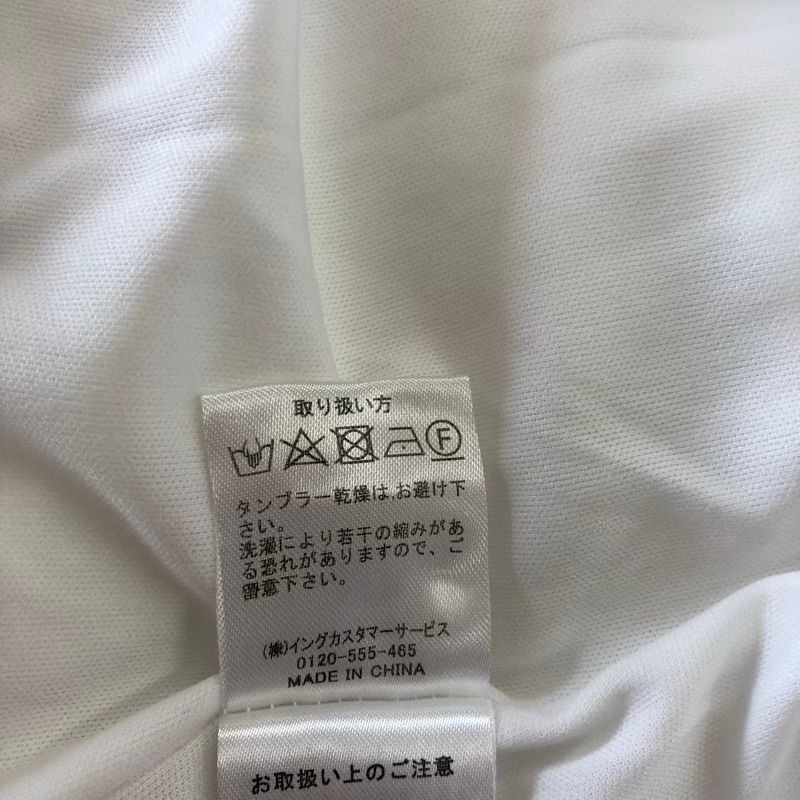 取り扱い方
F
タンブラー乾燥は、お避け下
さい。
洗濯により若干の縮みがあ
る恐れがありますので、ご
留意下さい。
(株)イングカスタマーサービス
0120-555-465
MADE IN CHINA
お取扱い上のご注意